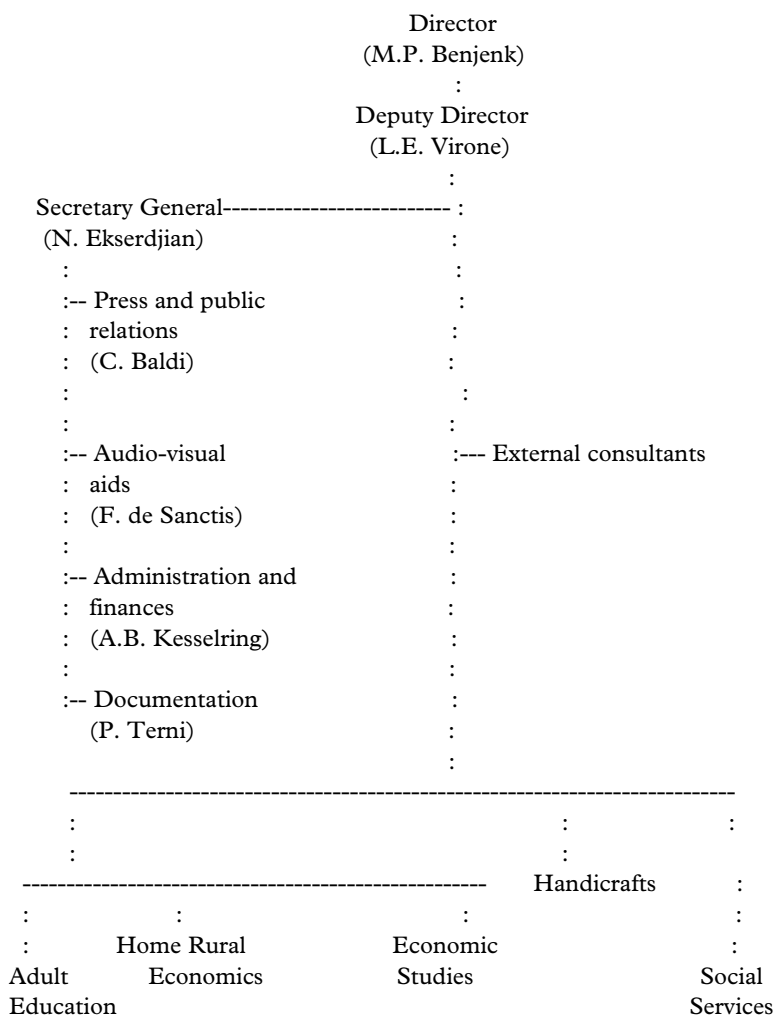 Director
(M.P. Benjenk)
:
Deputy Director
(L.E. Virone)
:
Secretary General-------------------------- :
(N. Ekserdjian) :
: :
:-- Press and public :
: relations :
: (C. Baldi) :
: :
: :
:-- Audio-visual :--- External consultants
: aids :
: (F. de Sanctis) :
: :
:-- Administration and :
: finances :
: (A.B. Kesselring) :
: :
:-- Documentation :
(P. Terni) :
:
----------------------------------------------------------------------------
: : :
: :
----------------------------------------------------- Handicrafts :
: : : :
: Home Rural Economic :
Adult Economics Studies Social
Education Services